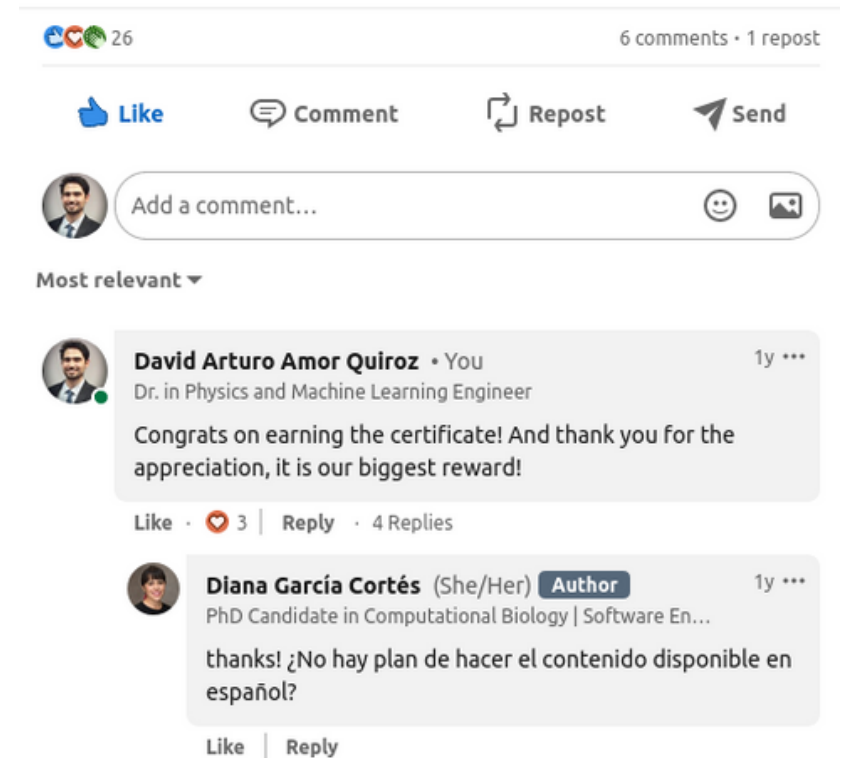 26
6 comments • 1 repost
Like
Comment
Repost
Send
Add a comment...
Most relevant
David Arturo Amor Quiroz • You
1y
Dr. in Physics and Machine Learning Engineer
Congrats on earning the certificate! And thank you for the
appreciation, it is our biggest reward!
Like · 3 | Reply · 4 Replies
Diana García Cortés (She/Her) Author
1y
PhD Candidate in Computational Biology | Software En...
thanks! ¿No hay plan de hacer el contenido disponible en
español?
Like | Reply